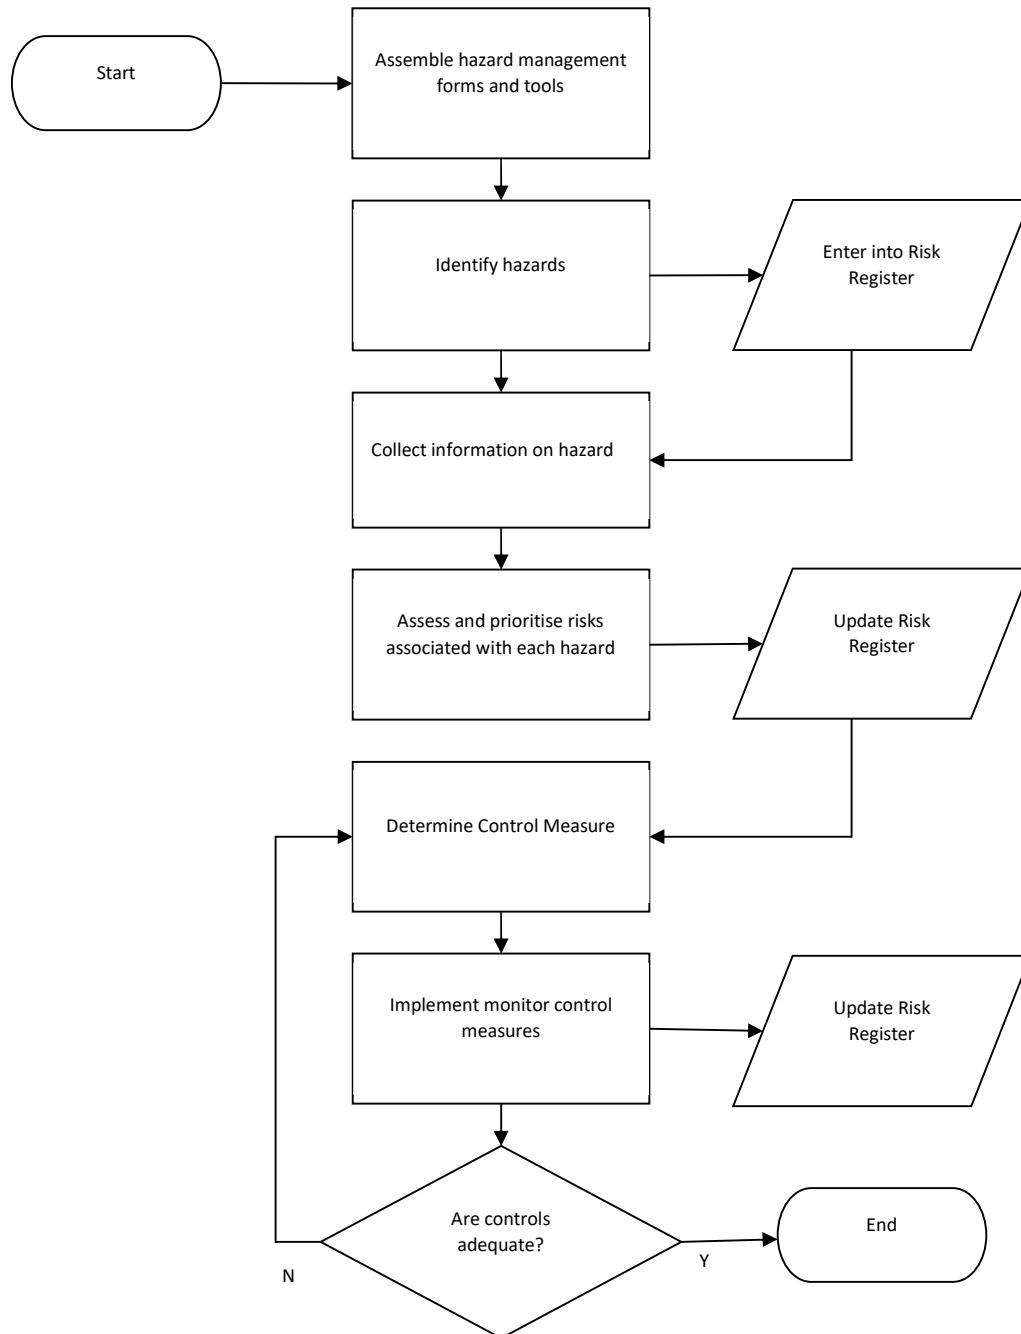 Start
Assemble hazard management
forms and tools
Identify hazards
Enter into Risk
Register
Collect information on hazard
Assess and prioritise risks
associated with each hazard
Update Risk
Register
Determine Control Measure
Implement monitor control
measures
Update Risk
Register
Are controls
adequate?
End
N
Y